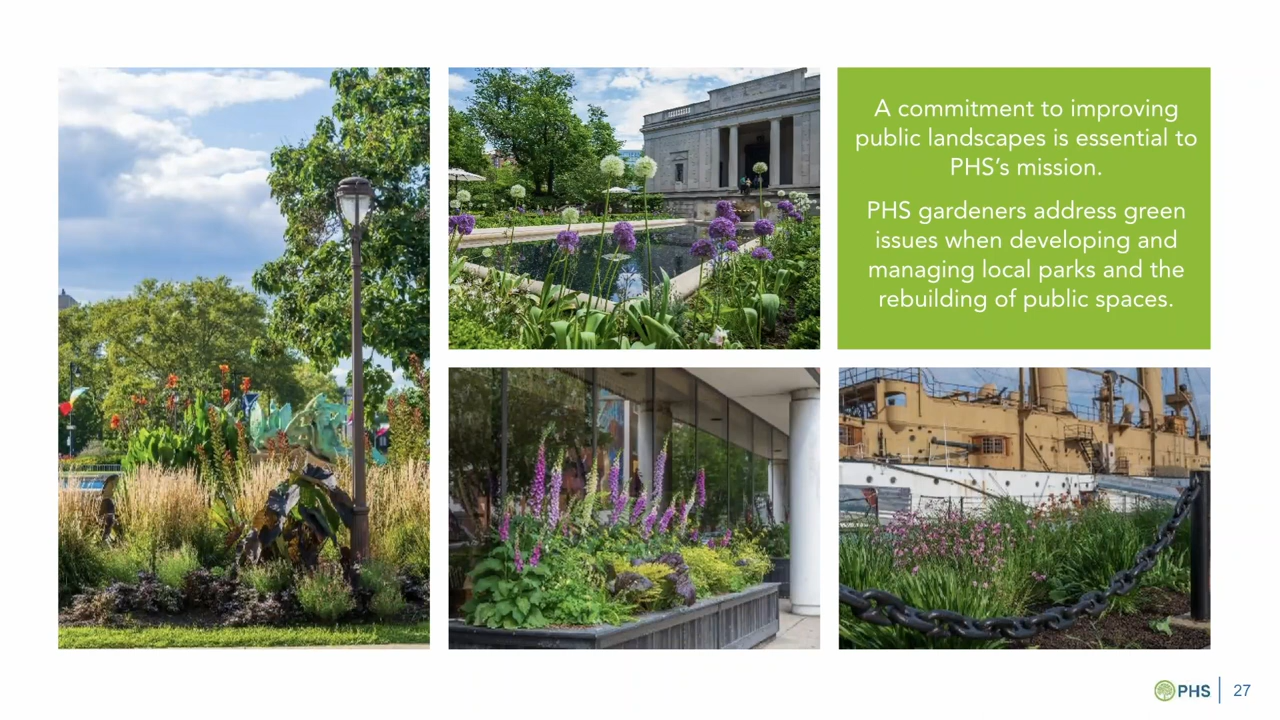 A commitment to improving
public landscapes is essential to
PHS’s mission.
PHS gardeners address green
issues when developing and
managing local parks and the
rebuilding of public spaces.
PHS
27